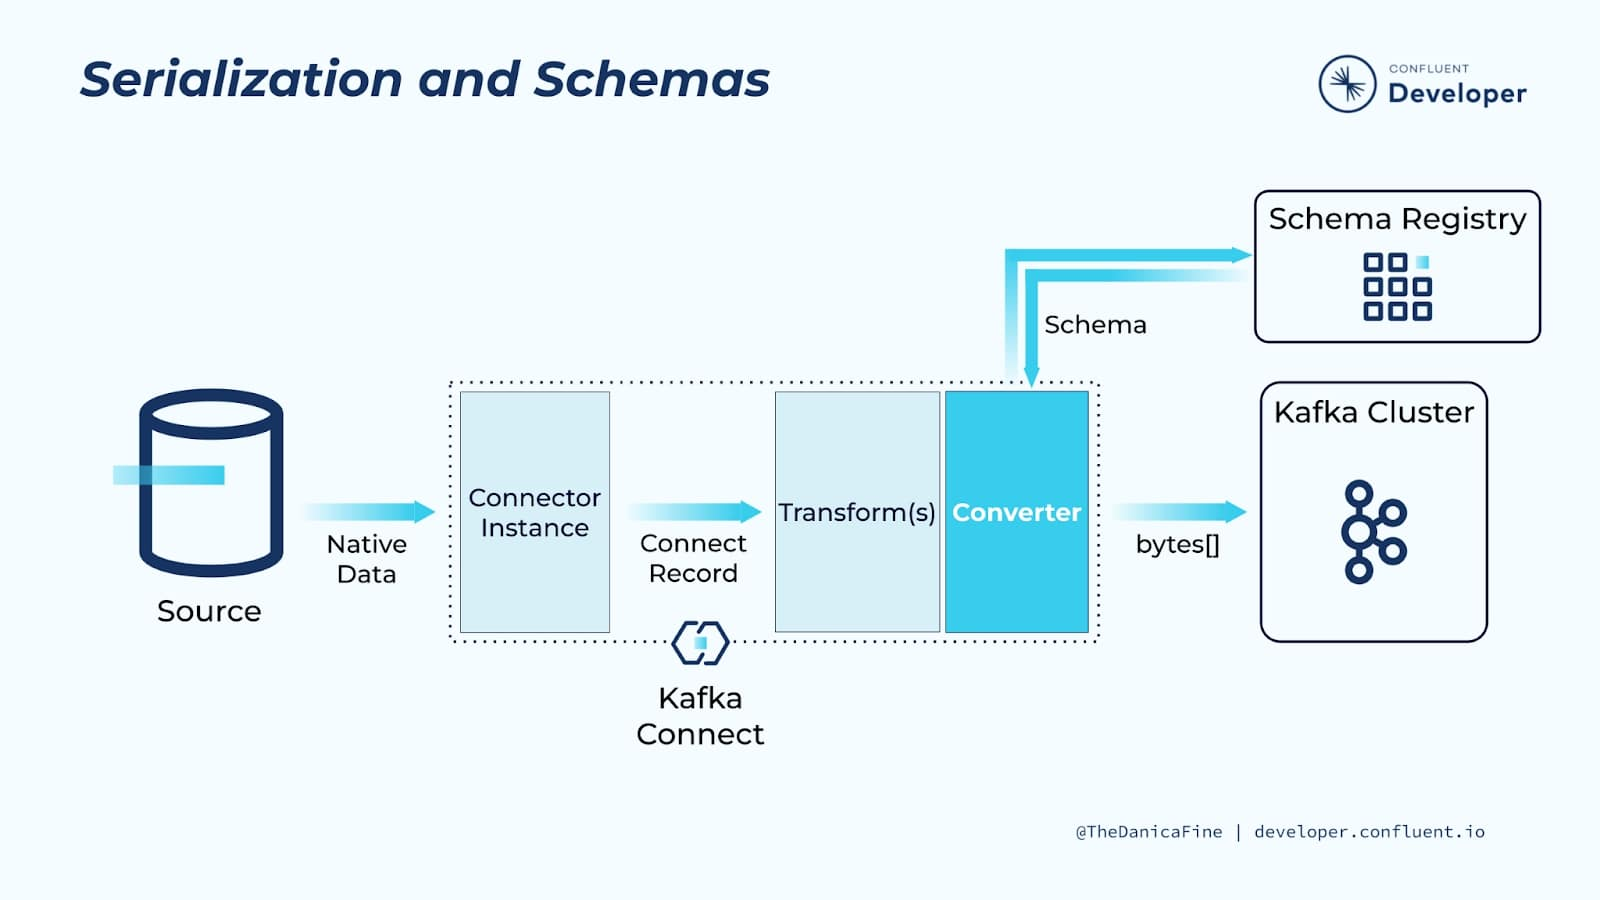 Serialization and Schemas
CONFLUENT
Developer
Schema Registry
Schema
Kafka Cluster
Connector
Instance
Transform(s)
Converter
Native
Data
Connect
Record
bytes[]
Source
Kafka
Connect
@TheDanicaFine | developer.confluent.io